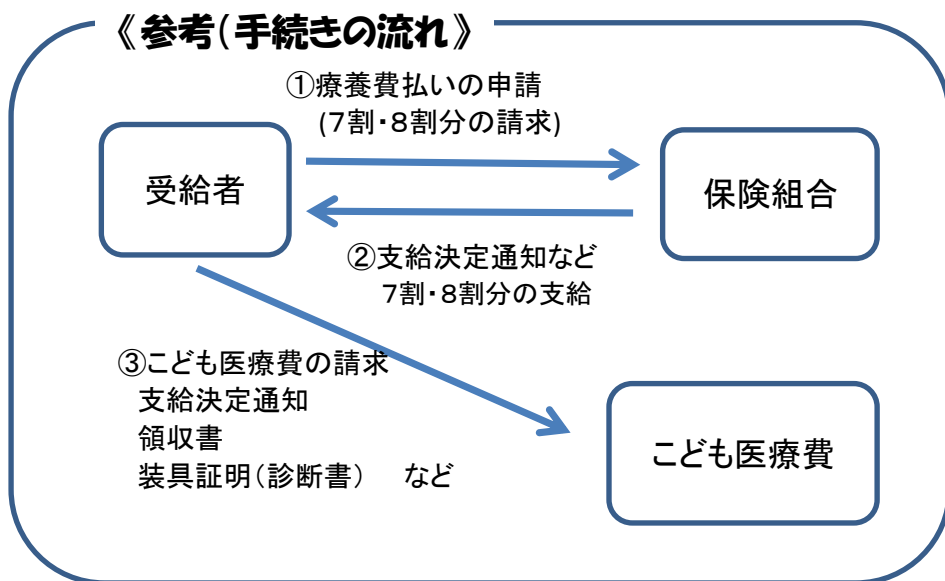 《参考(手続きの流れ》
①療養費払いの申請
(7割・8割分の請求)
受給者
保険組合
②支給決定通知など
7割・8割分の支給
③こども医療費の請求
支給決定通知
領収書
装具証明(診断書)　など
こども医療費